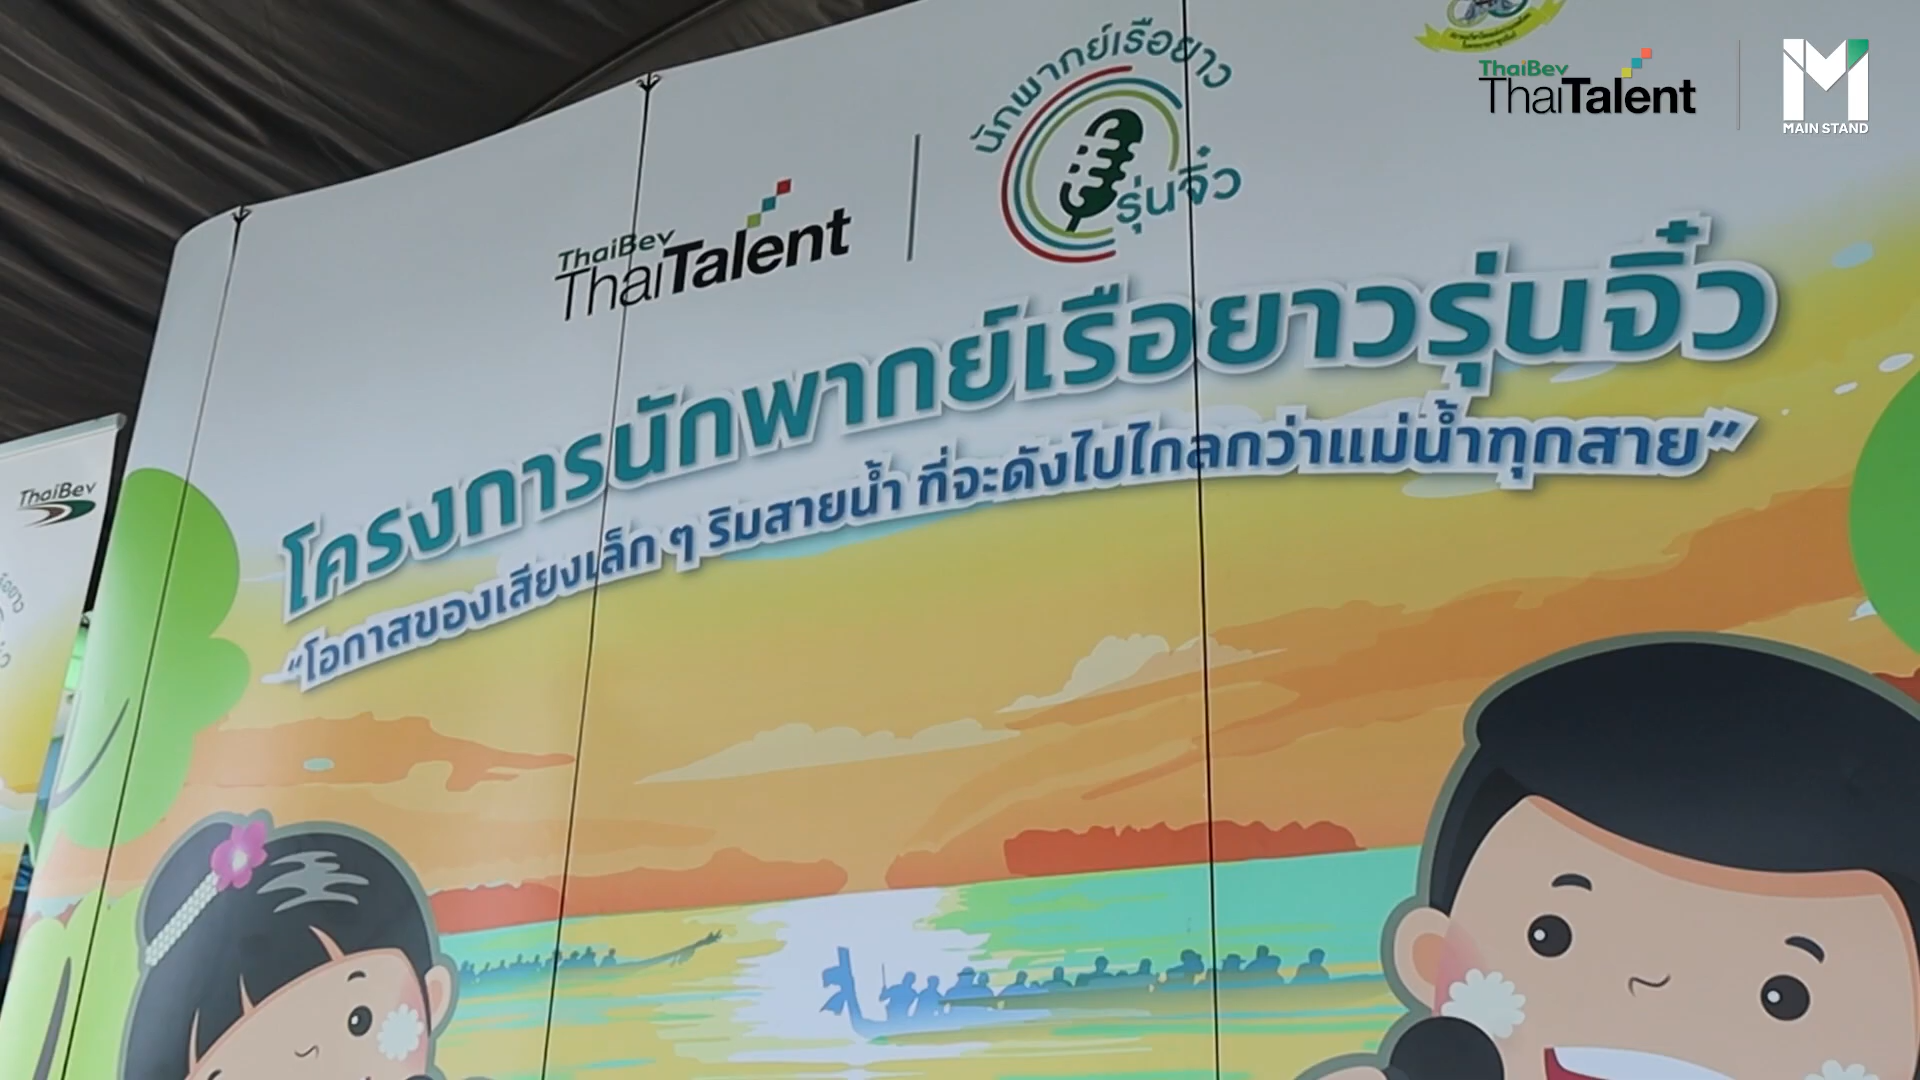 ThaiBev
ThaiTalent
MAIN STAND
นักพากย์เรือยาว
รุ่นจิ๋ว
ThaiBev
ThaiTalent
โครงการนักพากย์เรือยาวรุ่นจิ๋ว
“โอกาสของเสียงเล็ก ๆ ริมสายน้ำ ที่จะดังไปไกลกว่าแม่น้ำทุกสาย”
ThaiBev